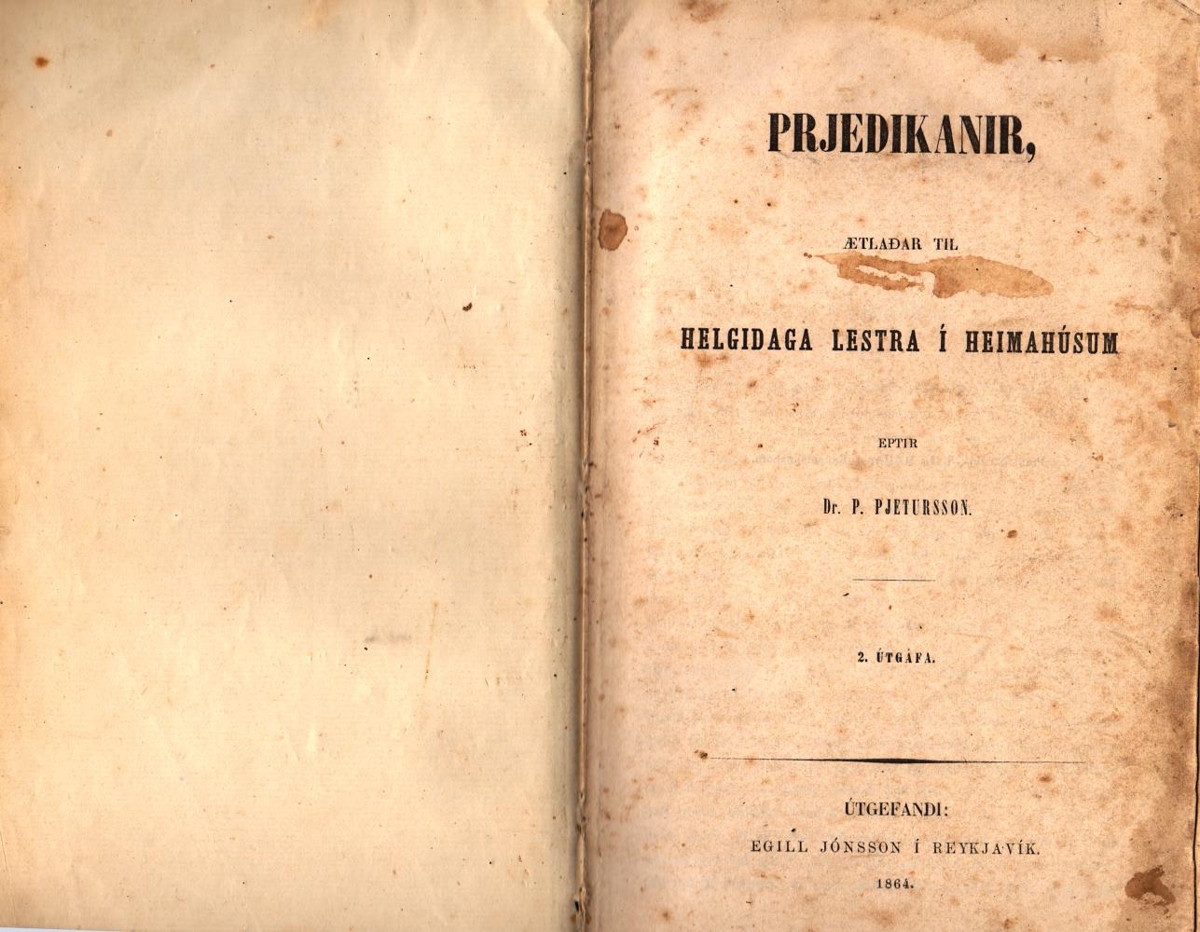 PRJEDIKANIR,
ÆTLAÐAR TIL
HELGIDAGA LESTRA Í HEIMAHÚSUM
EPTIR
Dr. P. PJETURSSON.
2. ÚTGÁFA.
ÚTGEFANDI:
EGILL JÓNSSON Í REYKJAVÍK.
1864.